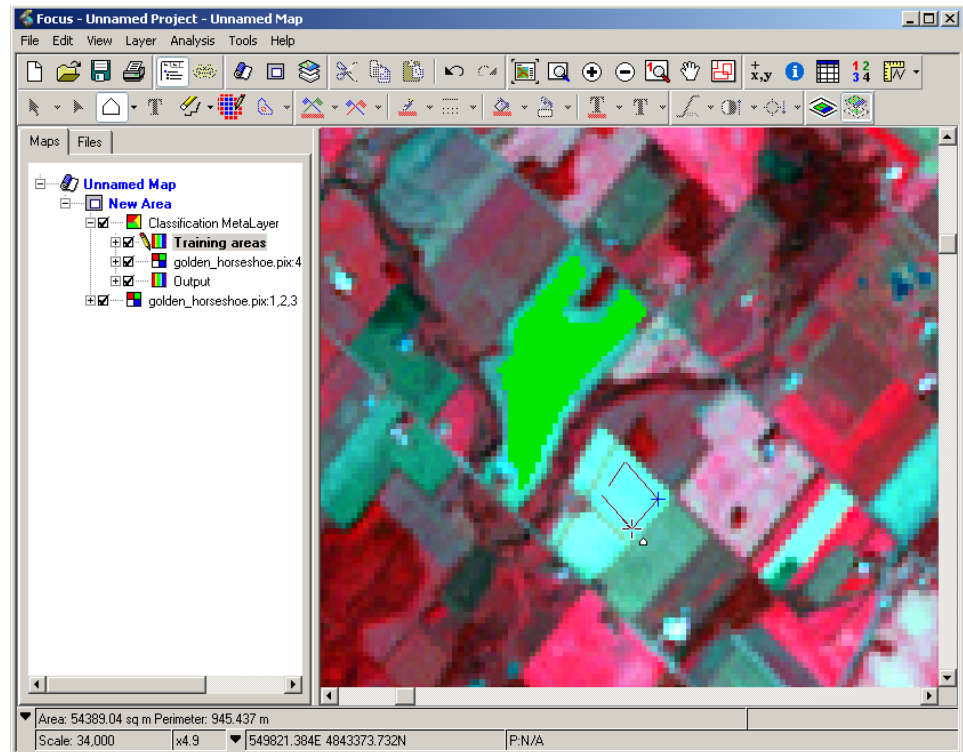 Focus - Unnamed Project - Unnamed Map
File Edit View Layer Analysis Tools Help
x,y
1 2
3 4
Maps Files
Unnamed Map
New Area
Classification MetaLayer
Training areas
golden_horseshoe.pix:4
Output
golden_horseshoe.pix:1,2,3
Area: 54389.04 sq m Perimeter: 945.437 m
Scale: 34,000 x4.9 549821.384E 4843373.732N P:N/A